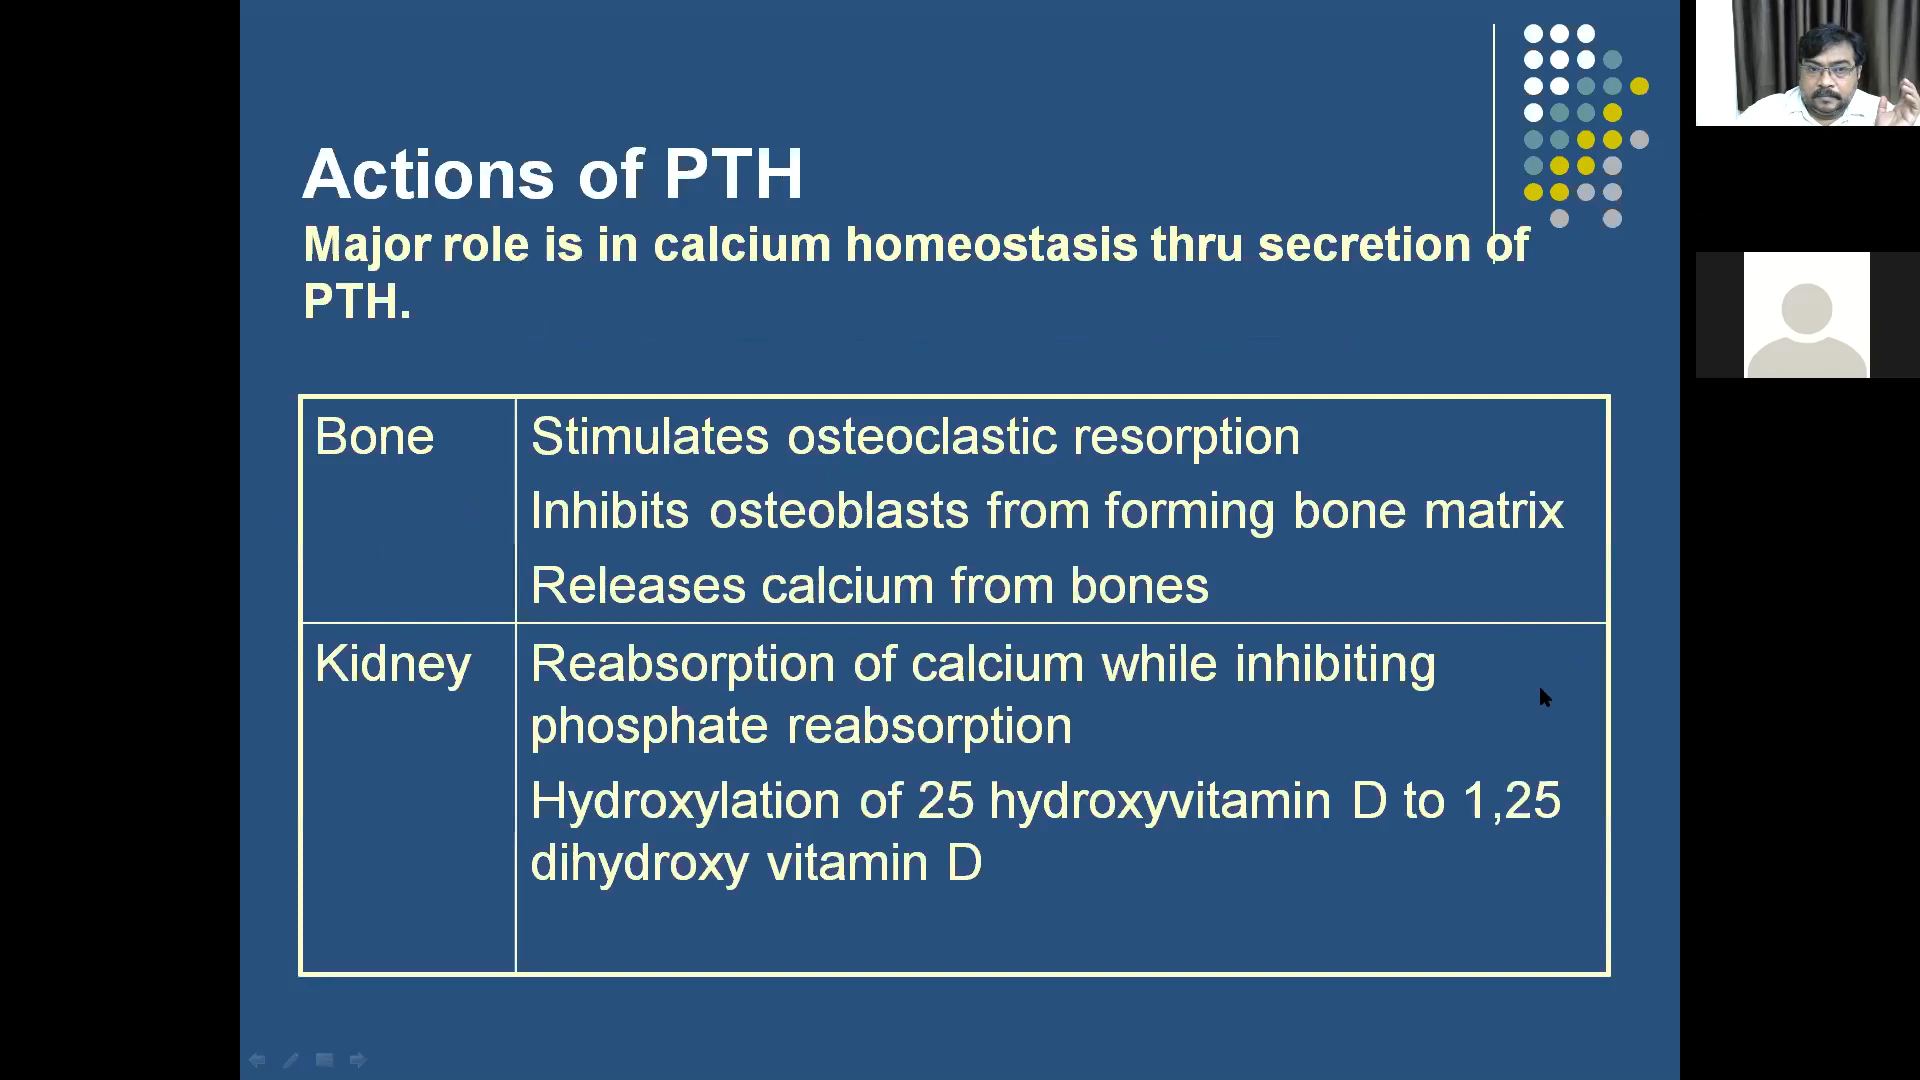 Actions of PTH
Major role is in calcium homeostasis thru secretion of
PTH.
Bone
Stimulates osteoclastic resorption
Inhibits osteoblasts from forming bone matrix
Releases calcium from bones
Kidney
Reabsorption of calcium while inhibiting
phosphate reabsorption
Hydroxylation of 25 hydroxyvitamin D to 1,25
dihydroxy vitamin D